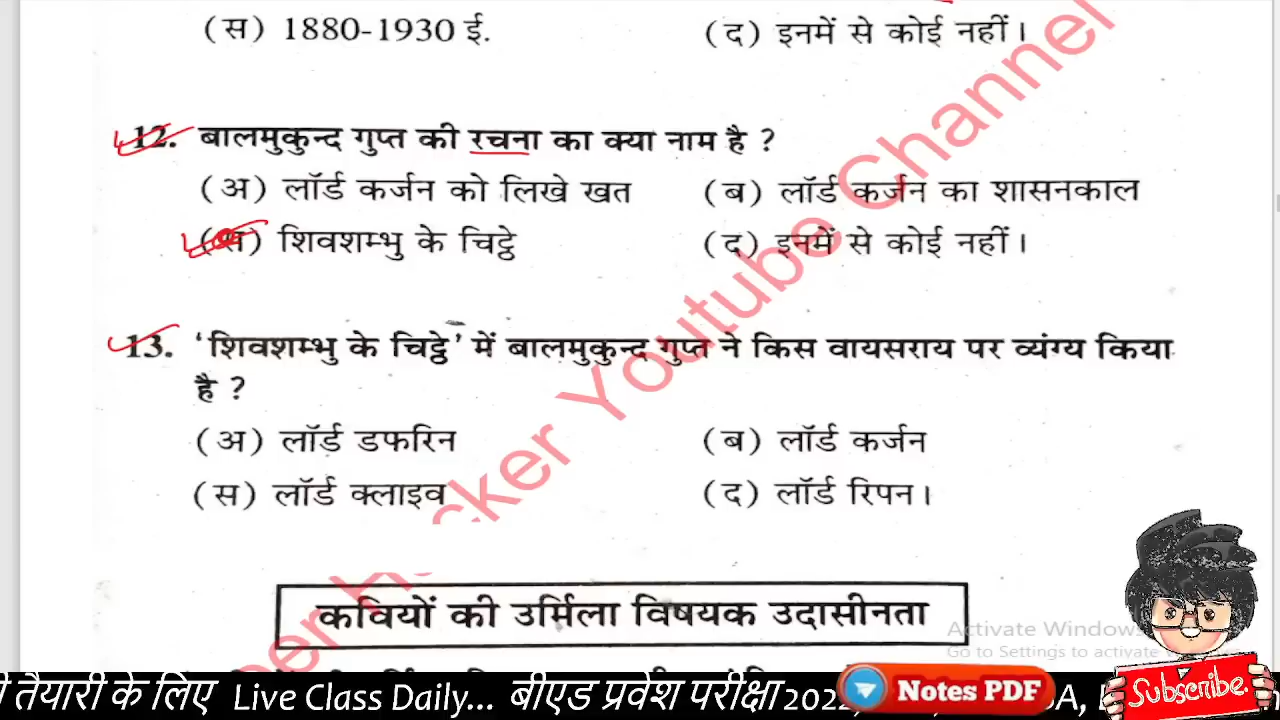 (स) 1880-1930 ई.
(द) इनमें से कोई नहीं।
12. बालमुकुन्द गुप्त की रचना का क्या नाम है ?
(अ) लॉर्ड कर्जन को लिखे खत
(ब) लॉर्ड कर्जन का शासनकाल
(स) शिवशम्भु के चिट्ठे
(द) इनमें से कोई नहीं।
13. 'शिवशम्भु के चिट्ठे' में बालमुकुन्द गुप्त ने किस वायसराय पर व्यंग्य किया
है ?
(अ) लॉर्ड डफरिन
(ब) लॉर्ड कर्जन
(स) लॉर्ड क्लाइव
(द) लॉर्ड रिपन।
कवियों की उर्मिला विषयक उदासीनता
Youtube Channel
Activate Windows
Go to Settings to activate
तैयारी के लिए Live Class Daily... बीएड प्रवेश परीक्षा
Notes PDF
Subscribe.